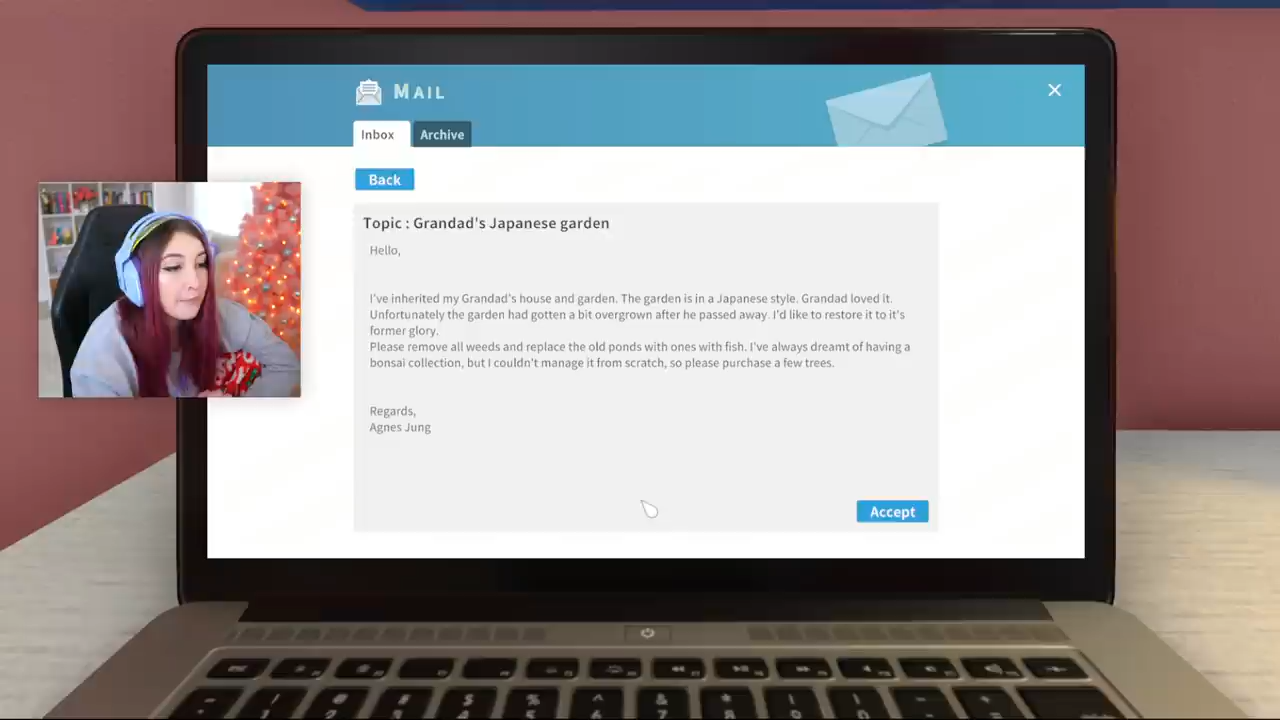 MAIL
Inbox
Archive
Back
Topic : Grandad's Japanese garden
Hello,
I've inherited my Grandad's house and garden. The garden is in a Japanese style. Grandad loved it.
Unfortunately the garden had gotten a bit overgrown after he passed away. I'd like to restore it to it's
former glory.
Please remove all weeds and replace the old ponds with ones with fish. I've always dreamt of having a
bonsai collection, but I couldn't manage it from scratch, so please purchase a few trees.
Regards,
Agnes Jung
Accept